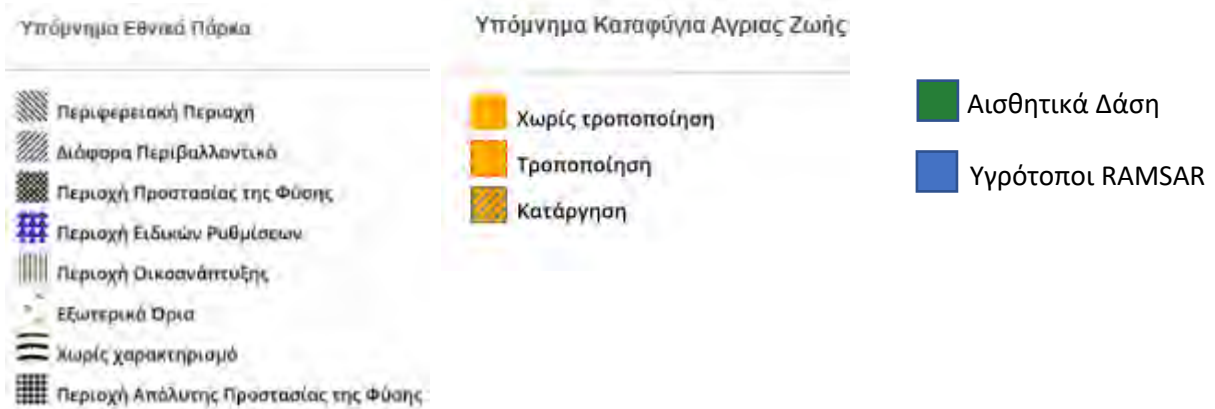 Υπόμνημα Εθνικά Πάρκα
Περιφερειακή Περιοχή
Διάφορα Περιβαλλοντικά
Περιοχή Προστασίας της Φύσης
Περιοχή Ειδικών Ρυθμίσεων
Περιοχή Οικοανάπτυξης
Εξωτερικά Όρια
Χωρίς χαρακτηρισμό
Περιοχή Απόλυτης Προστασίας της Φύσης
Υπόμνημα Καταφύγια Αγριας Ζωής
Χωρίς τροποποίηση
Τροποποίηση
Κατάργηση
Αισθητικά Δάση
Υγρότοποι RAMSAR